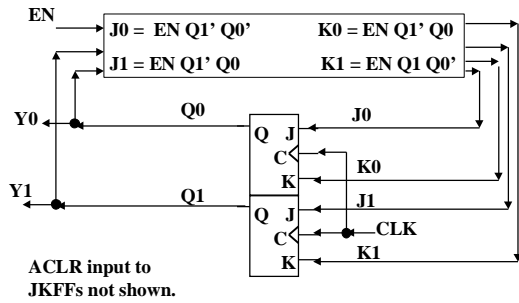 EN
J0 = EN Q1’ Q0’ K0 = EN Q1’ Q0
J1 = EN Q1’ Q0 K1 = EN Q1 Q0’
Q0
Y0
Q J
J0
C
K
K0
Q1
Y1
Q J
J1
C
CLK
K
K1
ACLR input to
JKFFs not shown.